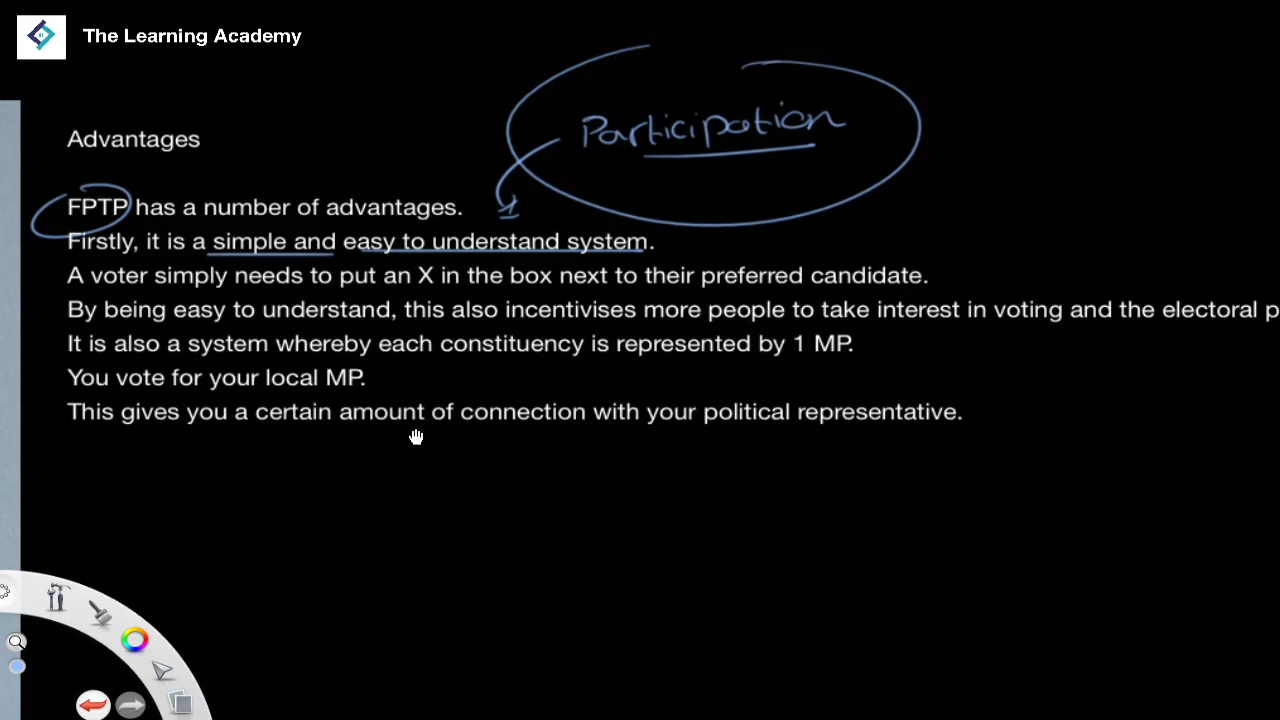 The Learning Academy
Participation
Advantages
FPTP has a number of advantages.
Firstly, it is a simple and easy to understand system.
A voter simply needs to put an X in the box next to their preferred candidate.
By being easy to understand, this also incentivises more people to take interest in voting and the electoral p
It is also a system whereby each constituency is represented by 1 MP.
You vote for your local MP.
This gives you a certain amount of connection with your political representative.